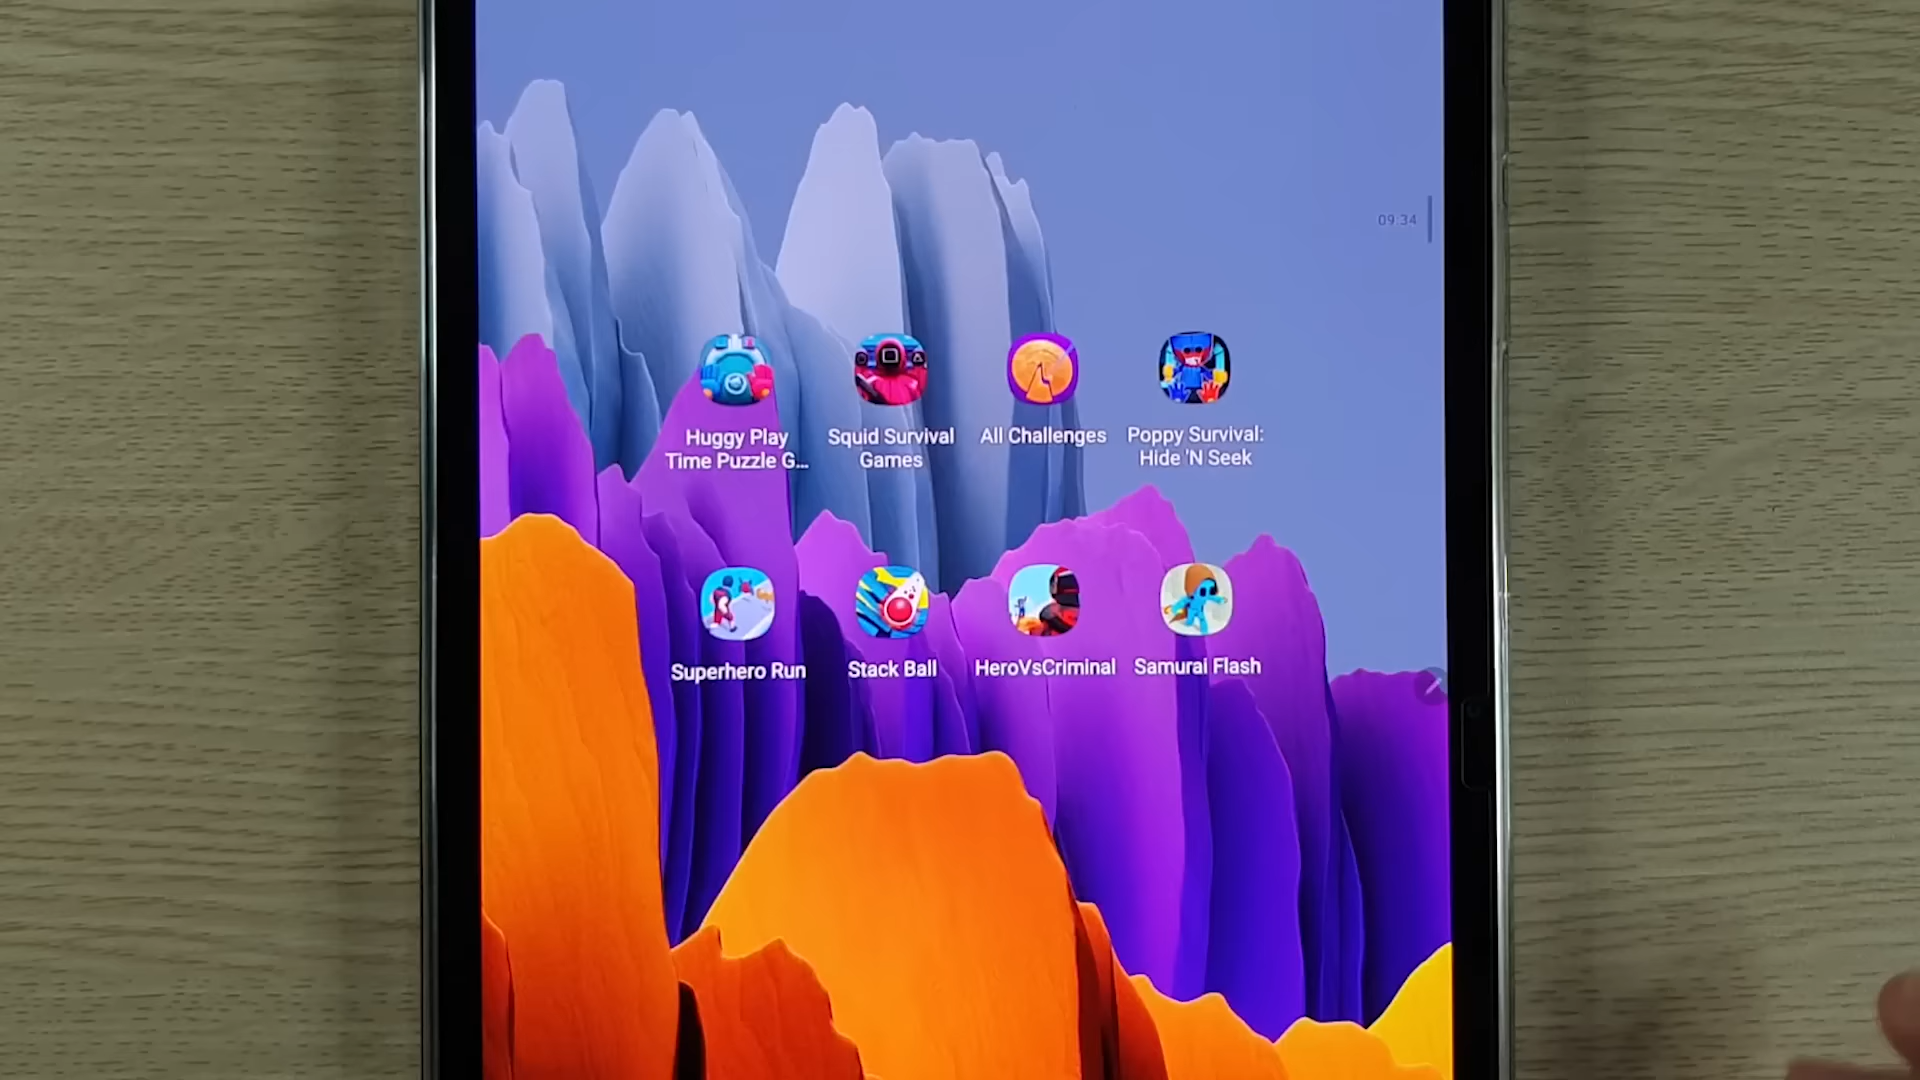 09:34
Huggy Play
Time Puzzle G...
Squid Survival
Games
All Challenges
Poppy Survival:
Hide 'N Seek
Superhero Run
Stack Ball
HeroVsCriminal
Samurai Flash